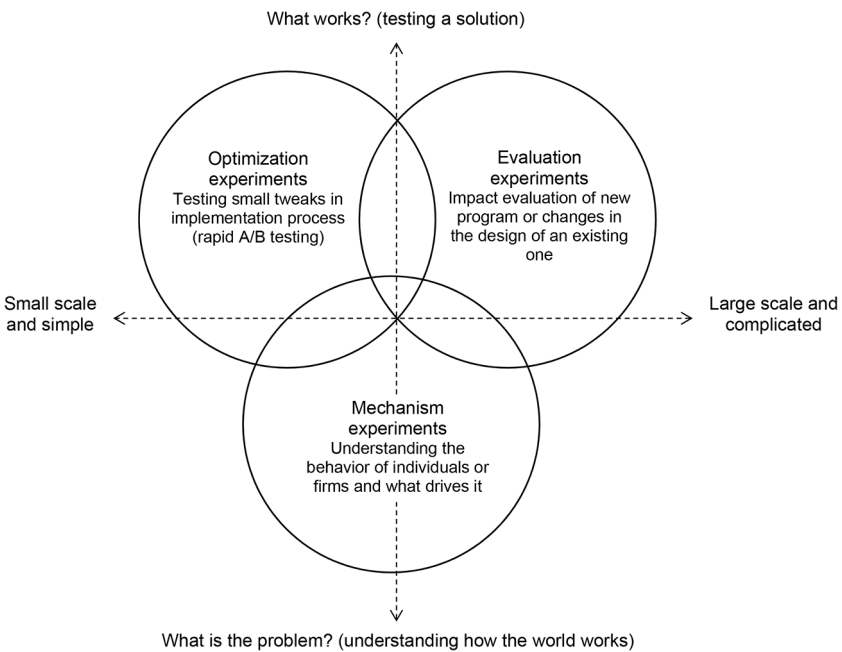 What works? (testing a solution)
Optimization
experiments
Testing small tweaks in
implementation process
(rapid A/B testing)
Evaluation
experiments
Impact evaluation of new
program or changes in
the design of an existing
one
Small scale
and simple
Large scale and
complicated
Mechanism
experiments
Understanding the
behavior of individuals or
firms and what drives it
What is the problem? (understanding how the world works)